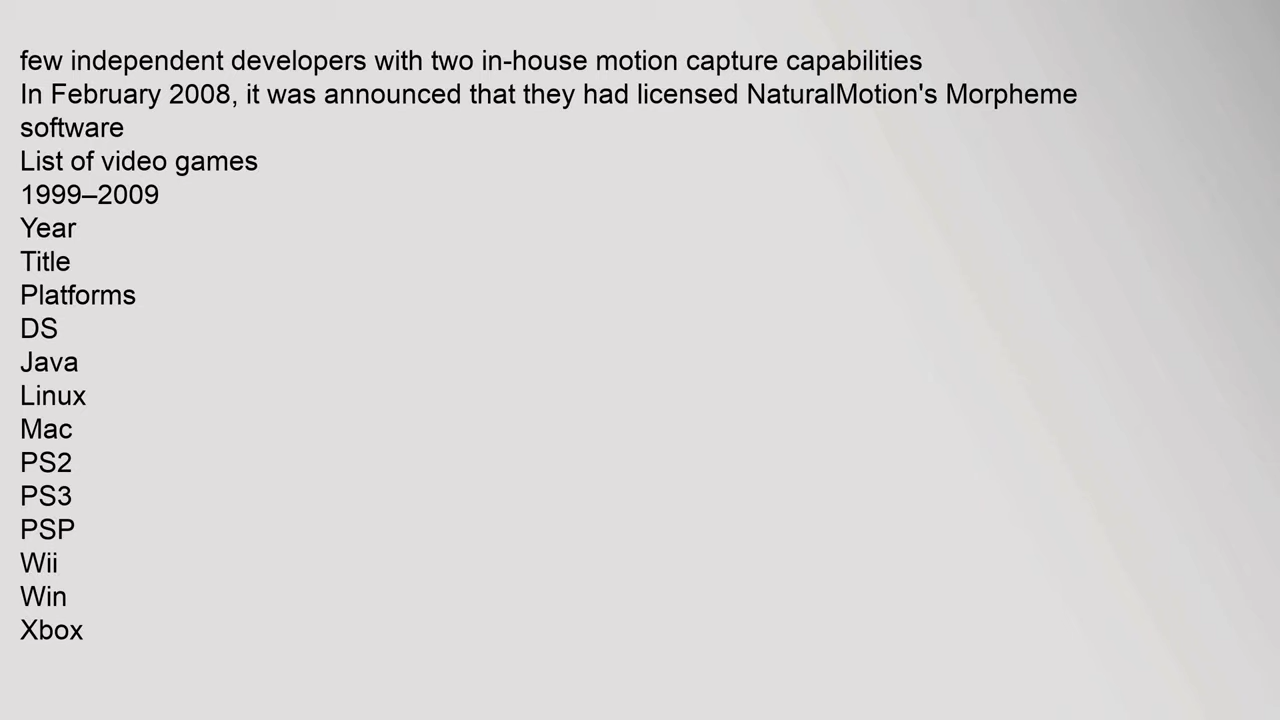 few independent developers with two in-house motion capture capabilities
In February 2008, it was announced that they had licensed NaturalMotion's Morpheme
software
List of video games
1999–2009
Year
Title
Platforms
DS
Java
Linux
Mac
PS2
PS3
PSP
Wii
Win
Xbox